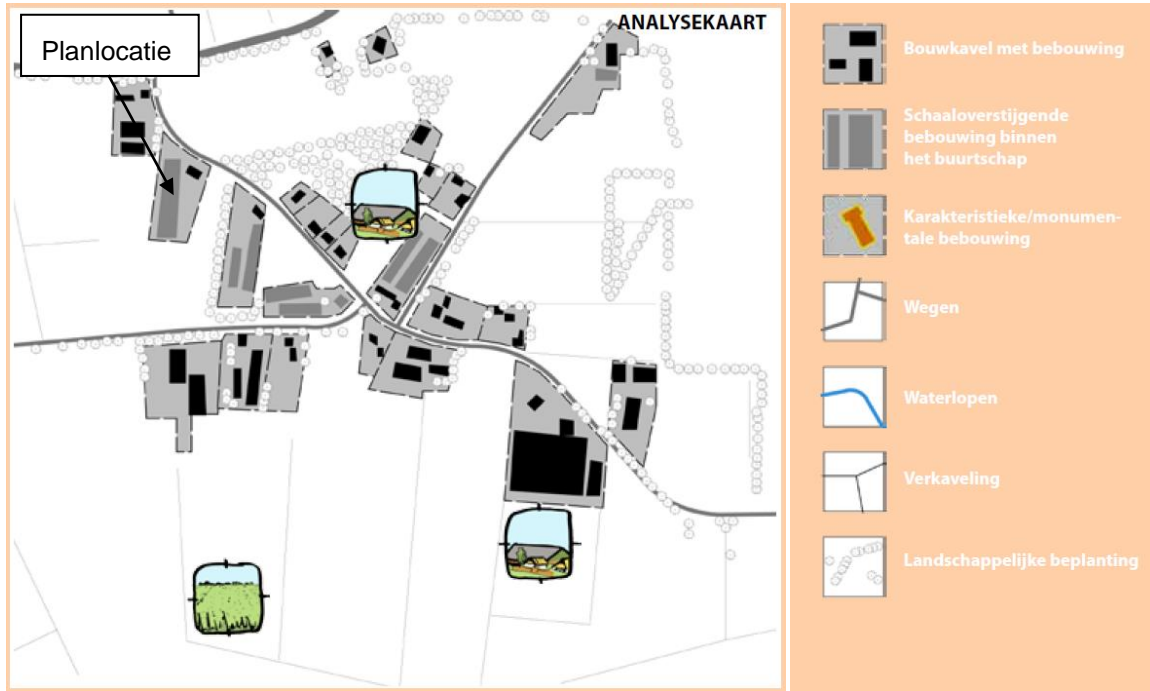 ANALYSEKAART
Planlocatie
Bouwkavel met bebouwing
Schaaloverstijgende
bebouwing binnen
het buurtschap
Karakteristieke/monumen-
tale bebouwing
Wegen
Waterlopen
Verkaveling
Landschappelijke beplanting